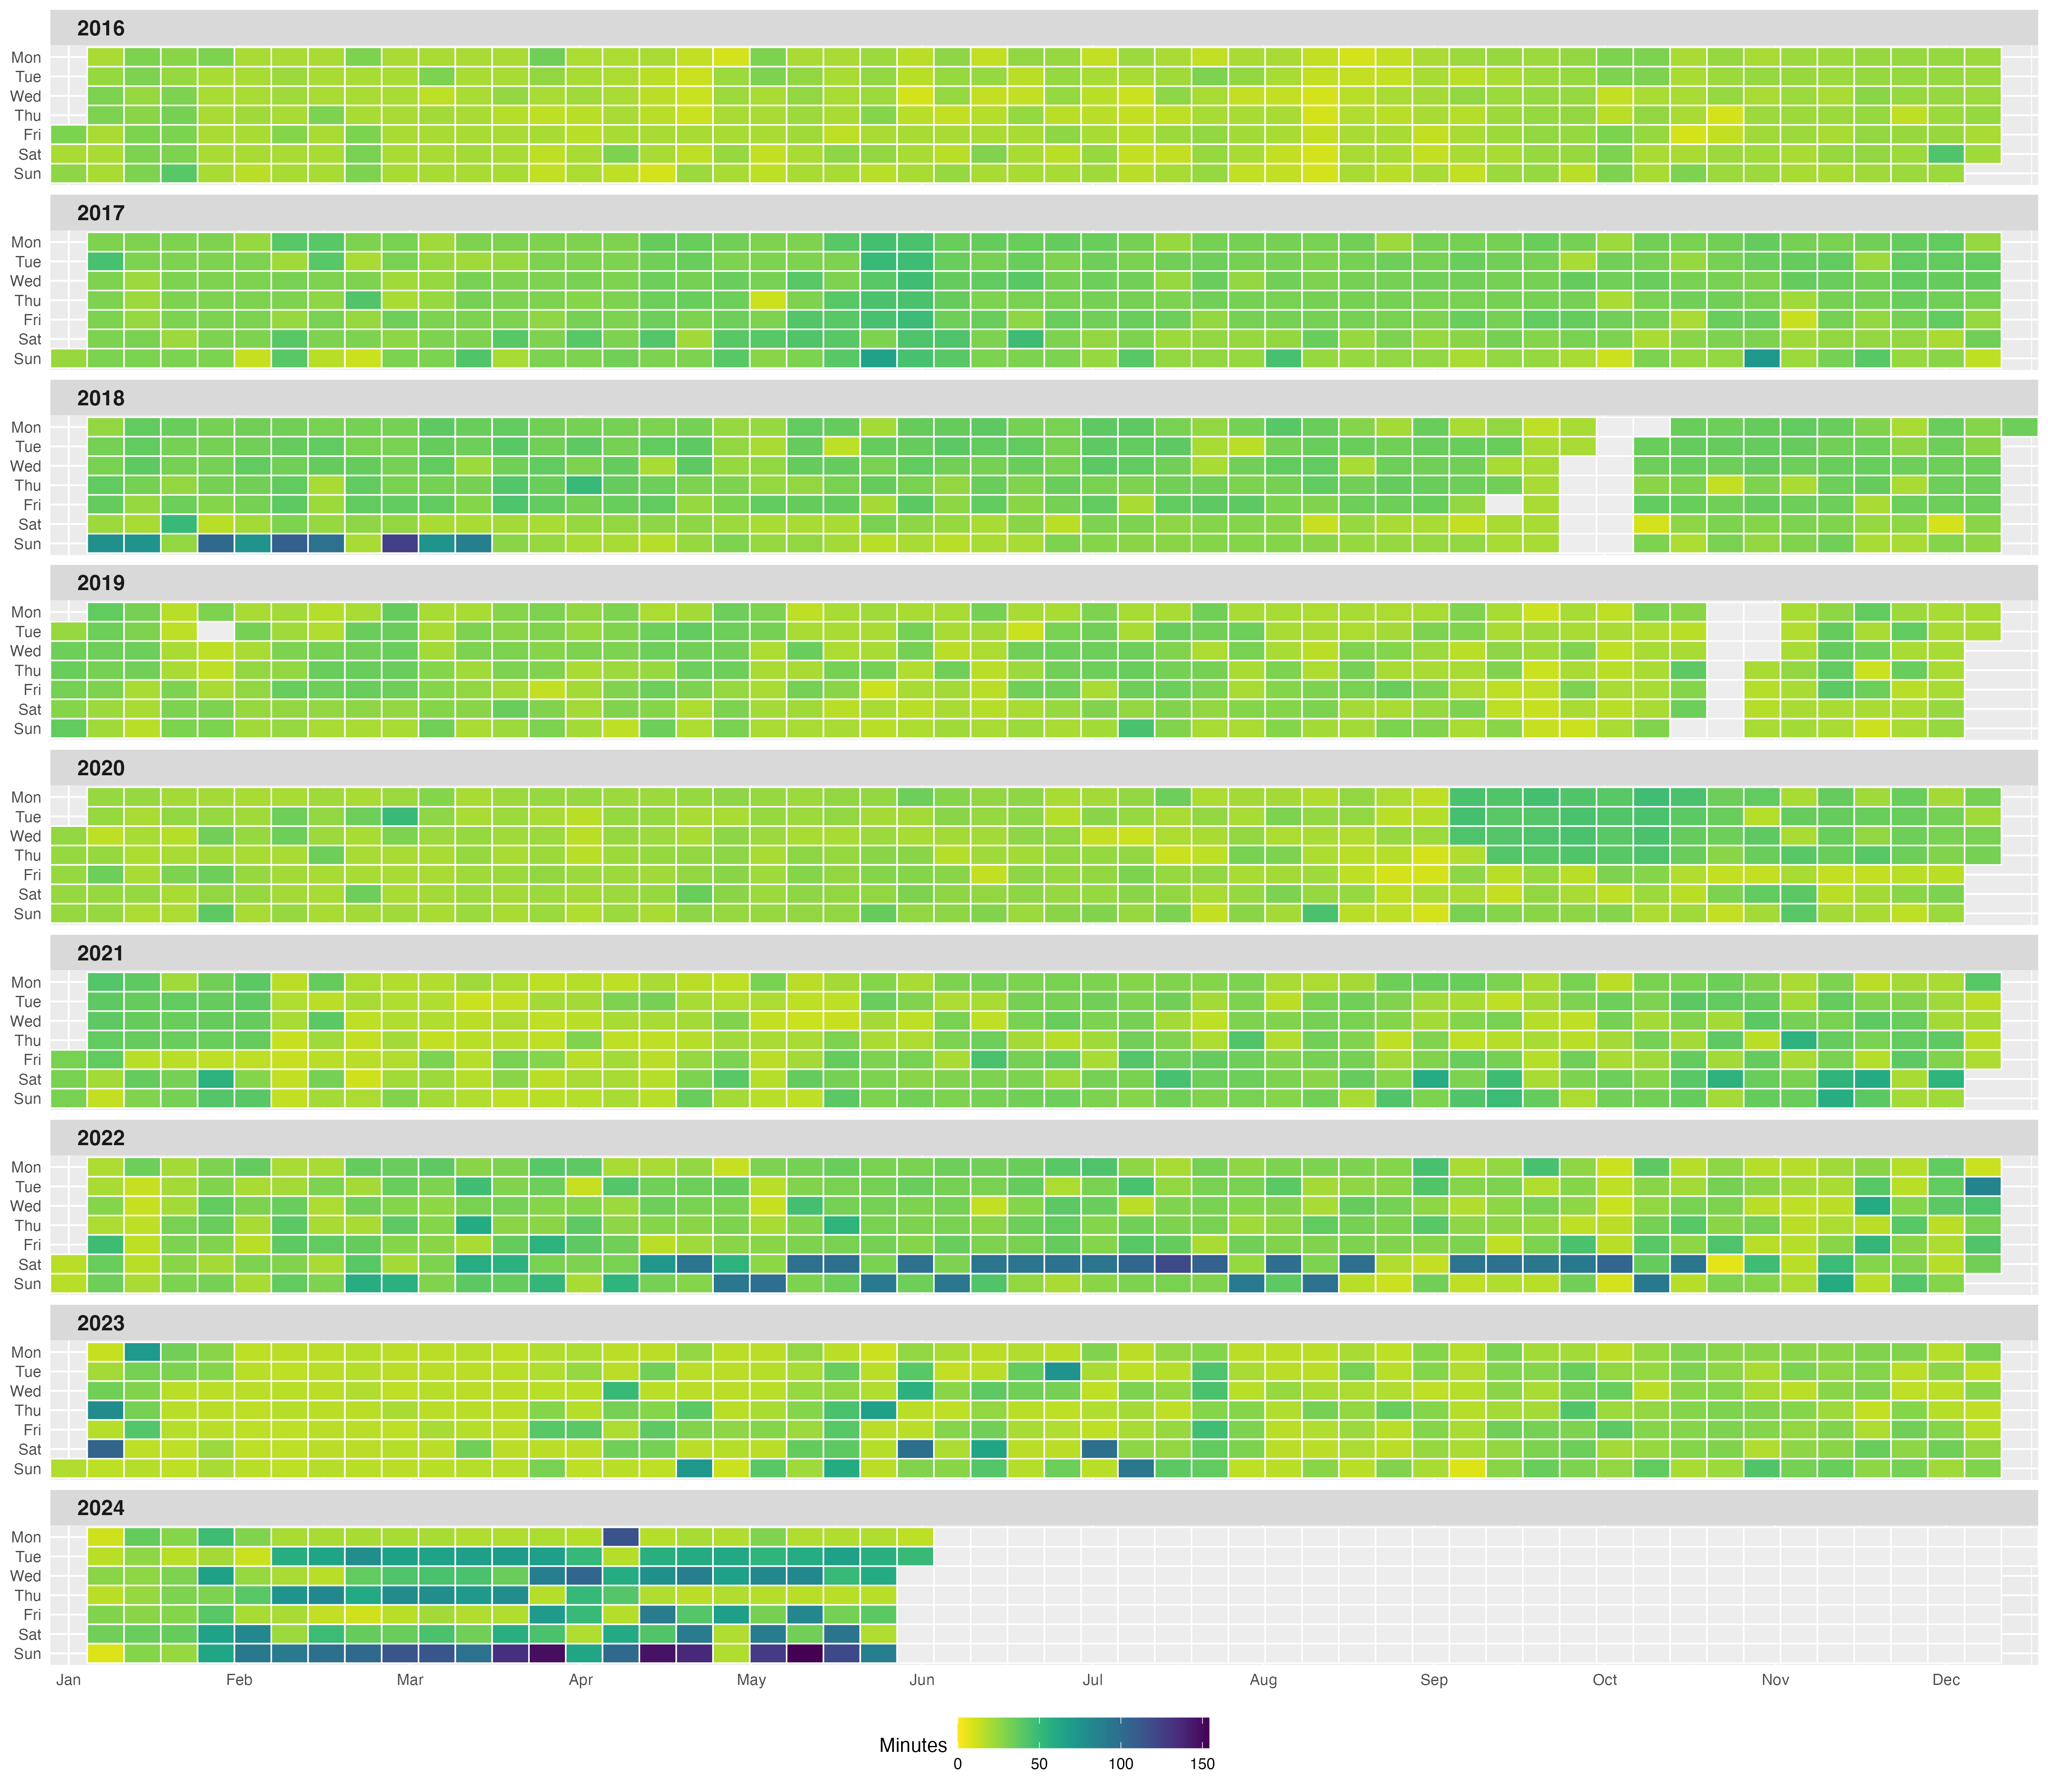 2016
Mon
Tue
Wed
Thu
Fri
Sat
Sun
2017
Mon
Tue
Wed
Thu
Fri
Sat
Sun
2018
Mon
Tue
Wed
Thu
Fri
Sat
Sun
2019
Mon
Tue
Wed
Thu
Fri
Sat
Sun
2020
Mon
Tue
Wed
Thu
Fri
Sat
Sun
2021
Mon
Tue
Wed
Thu
Fri
Sat
Sun
2022
Mon
Tue
Wed
Thu
Fri
Sat
Sun
2023
Mon
Tue
Wed
Thu
Fri
Sat
Sun
2024
Mon
Tue
Wed
Thu
Fri
Sat
Sun
Jan Feb Mar Apr May Jun Jul Aug Sep Oct Nov Dec
Minutes
0 50 100 150